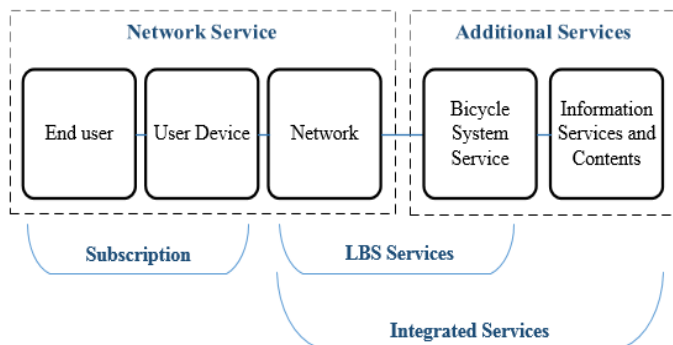 Network Service
Additional Services
End user
User Device
Network
Bicycle
System
Service
Information
Services and
Contents
Subscription
LBS Services
Integrated Services